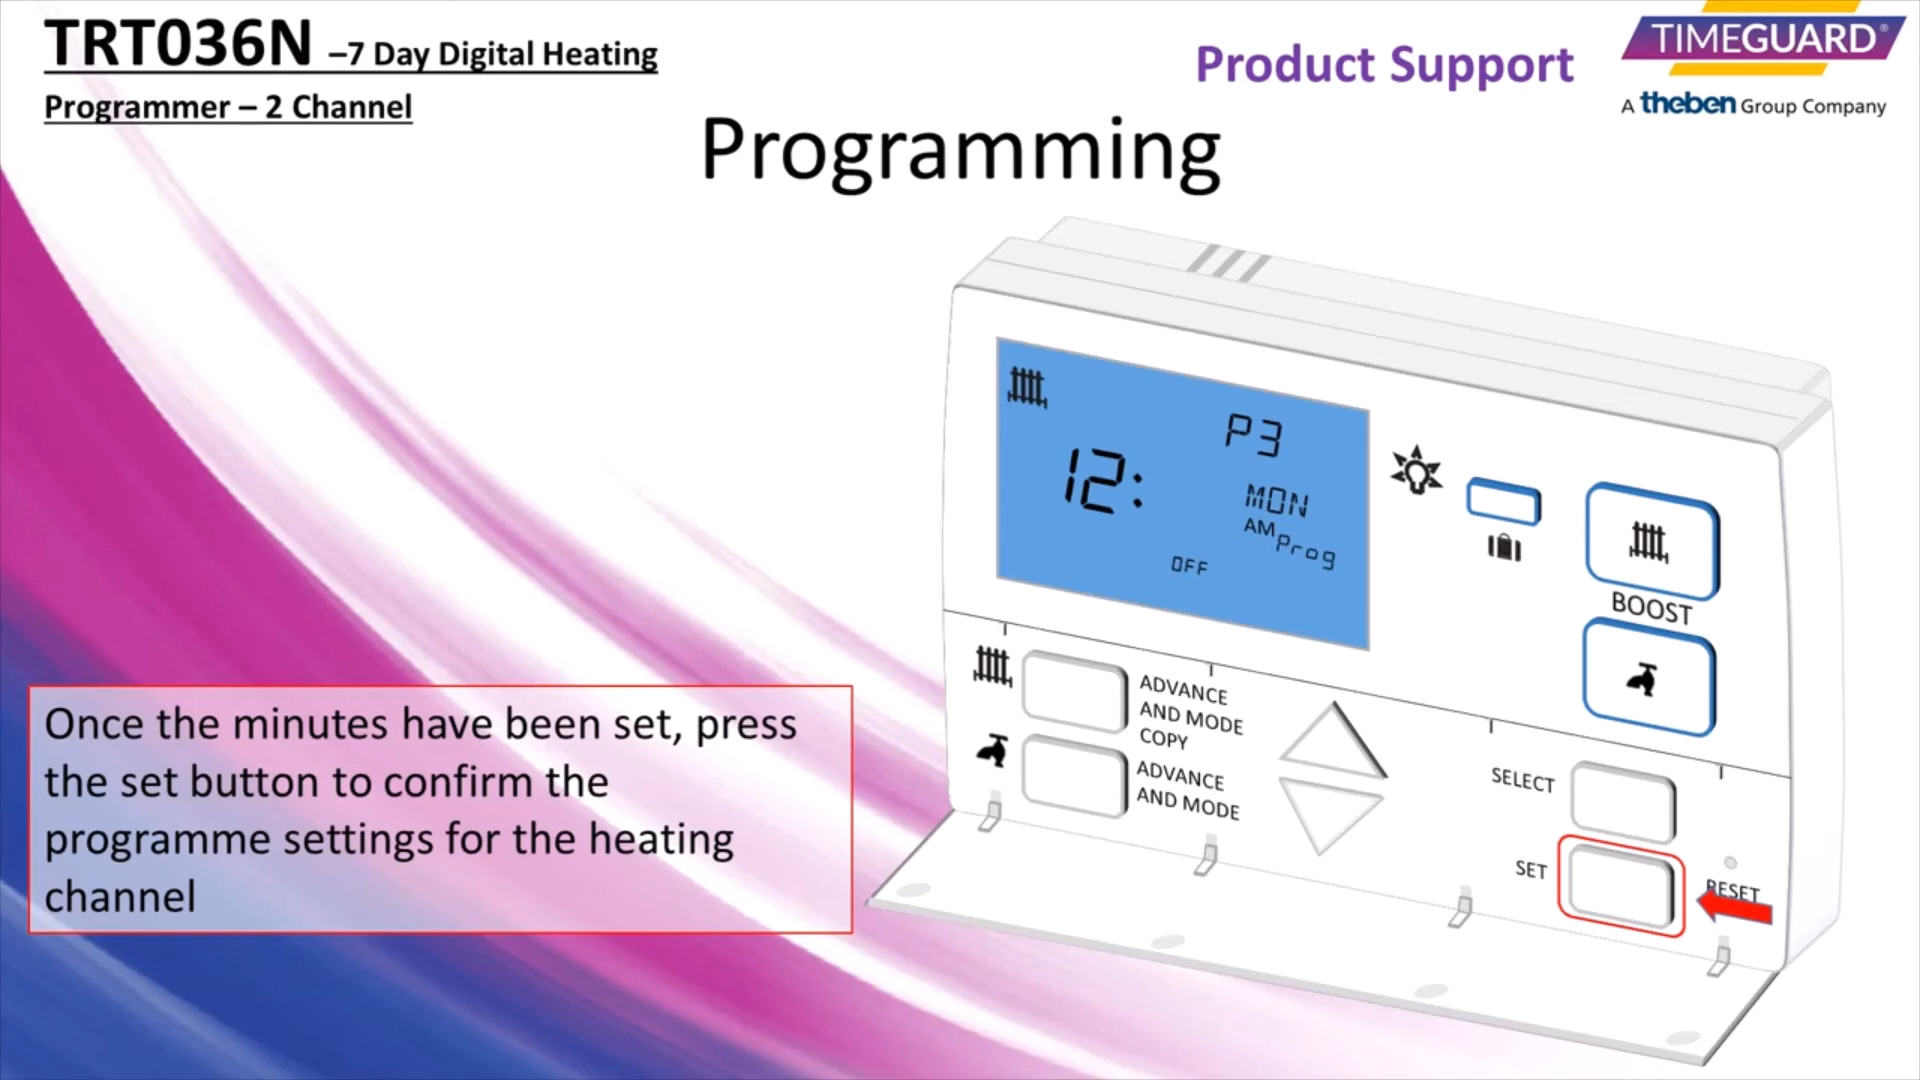 TRT036N –7 Day Digital Heating
Programmer – 2 Channel
Product Support
TIMEGUARD®
A theben Group Company
Programming
P3
12:
MON
AM
Prog
OFF
BOOST
ADVANCE
AND MODE
COPY
ADVANCE
AND MODE
SELECT
SET
RESET
Once the minutes have been set, press
the set button to confirm the
programme settings for the heating
channel